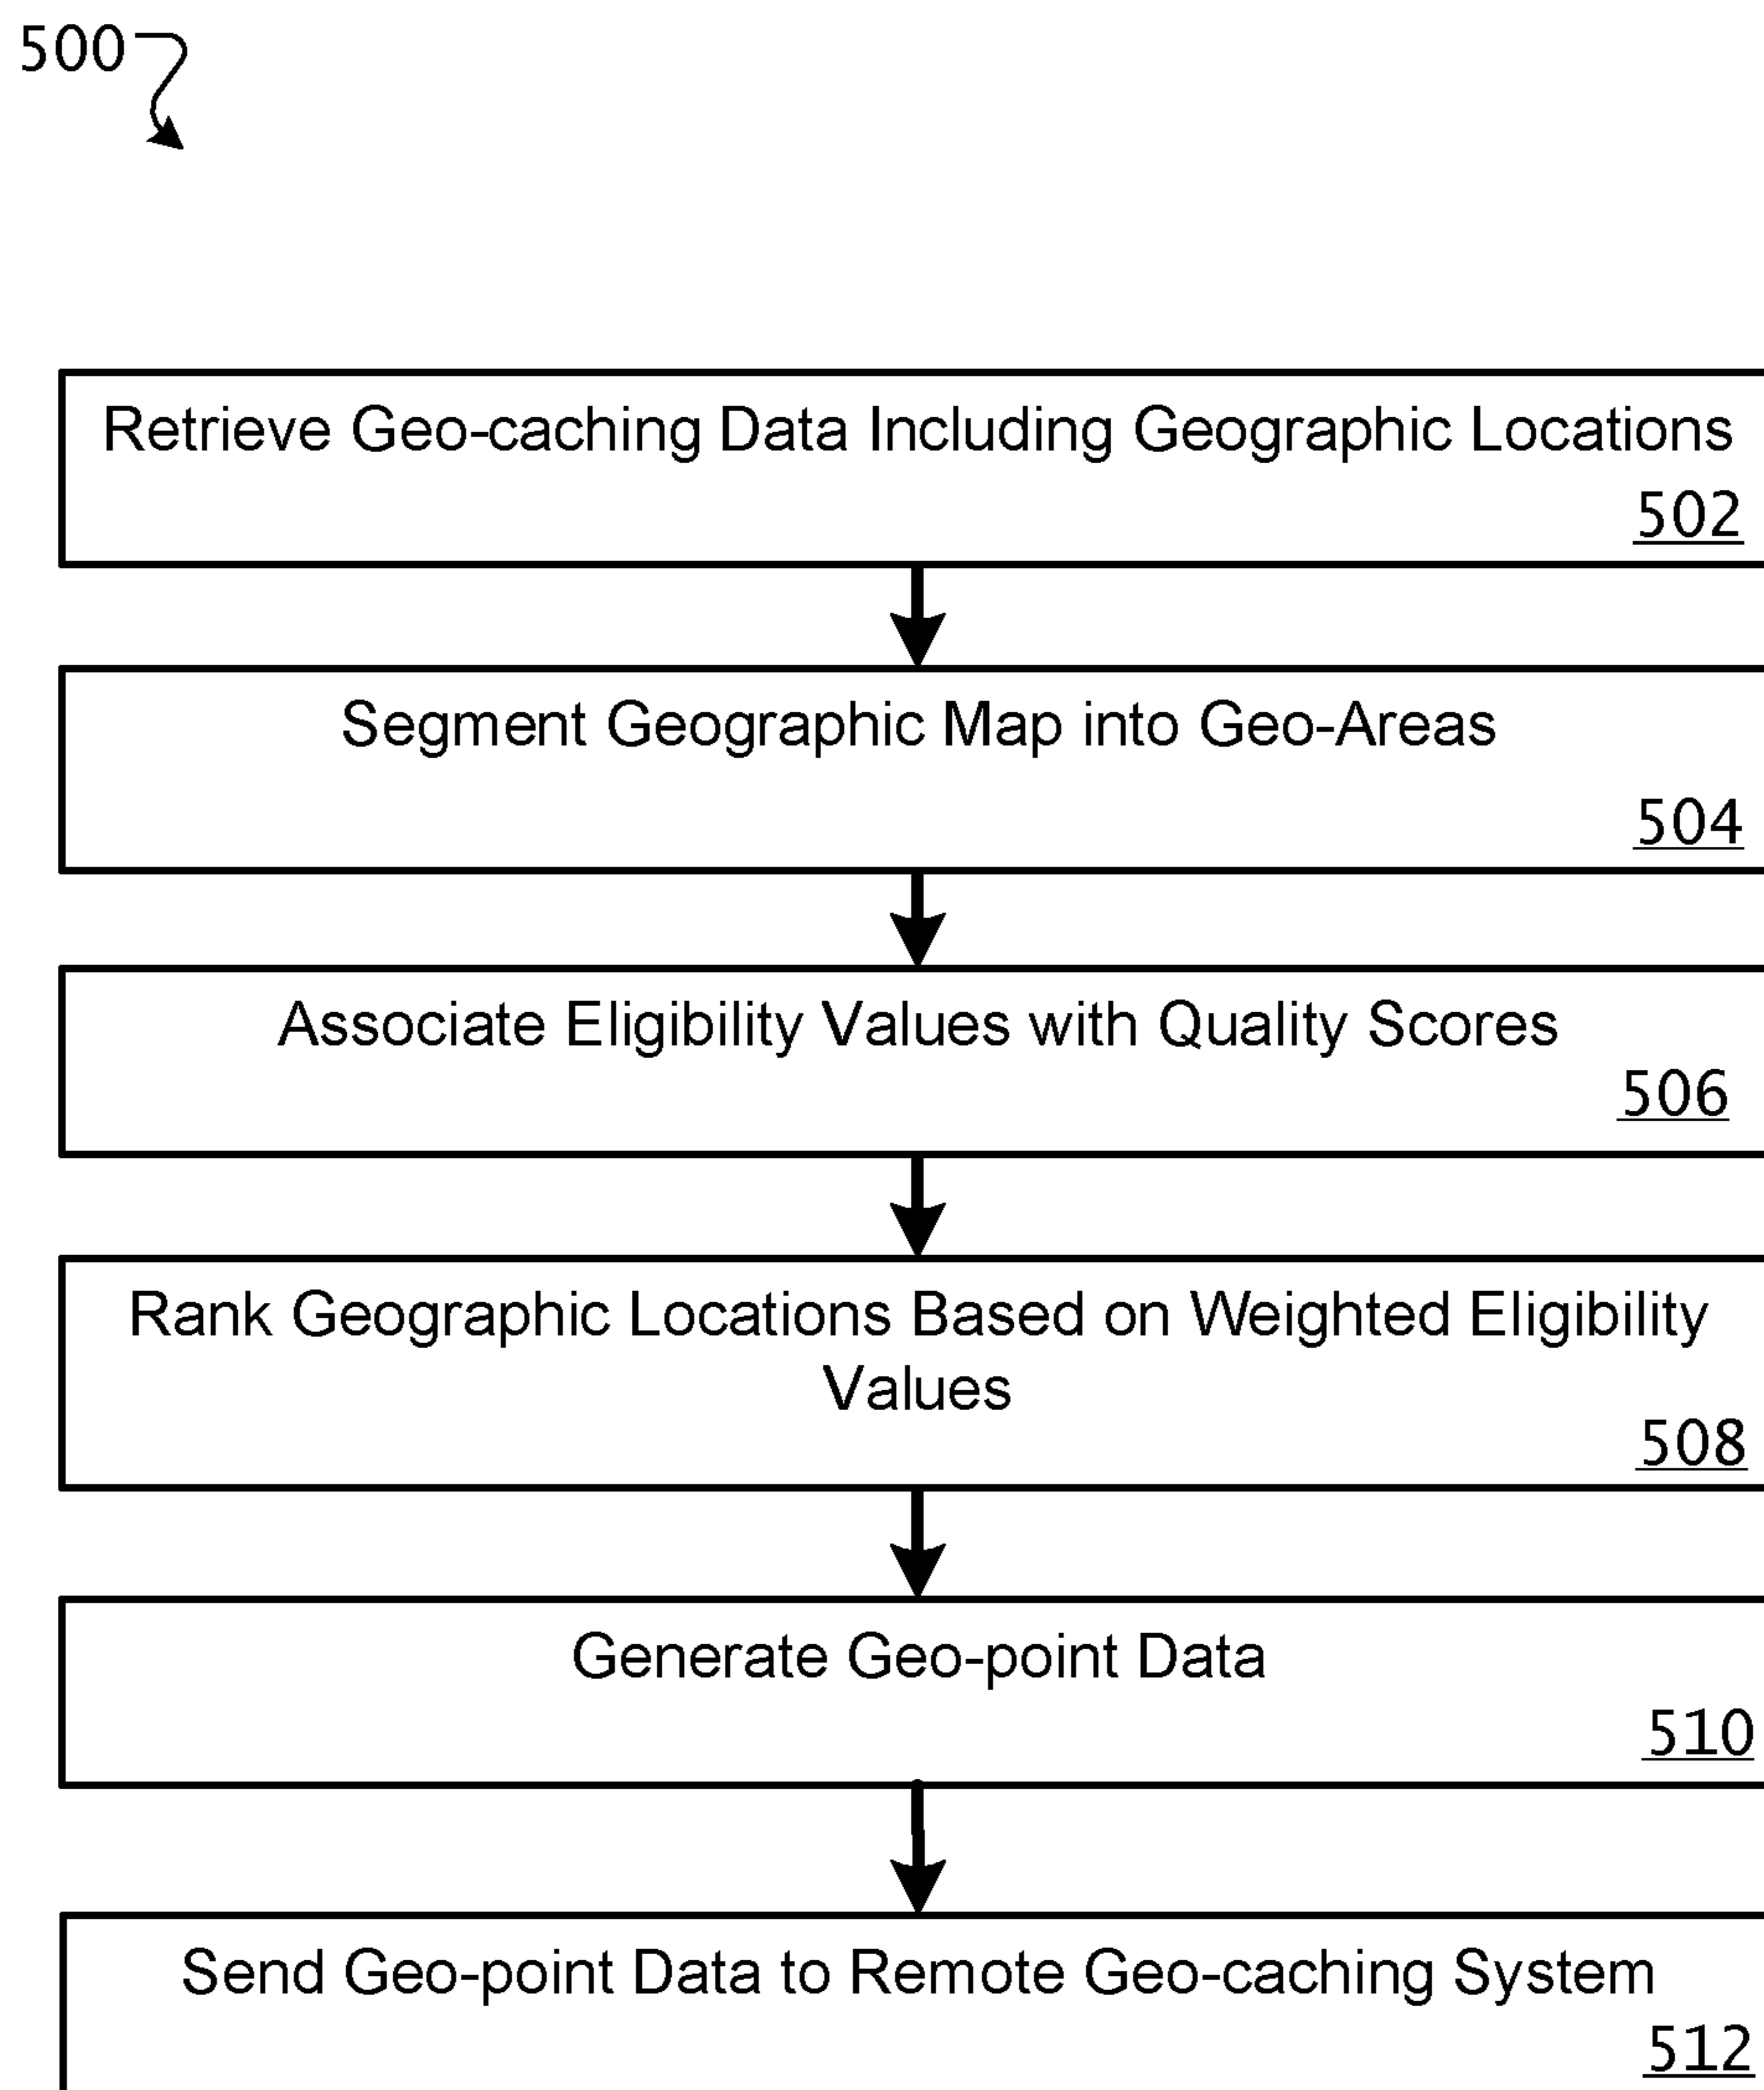 500
Retrieve Geo-caching Data Including Geographic Locations
502
Segment Geographic Map into Geo-Areas
504
Associate Eligibility Values with Quality Scores
506
Rank Geographic Locations Based on Weighted Eligibility
Values
508
Generate Geo-point Data
510
Send Geo-point Data to Remote Geo-caching System
512